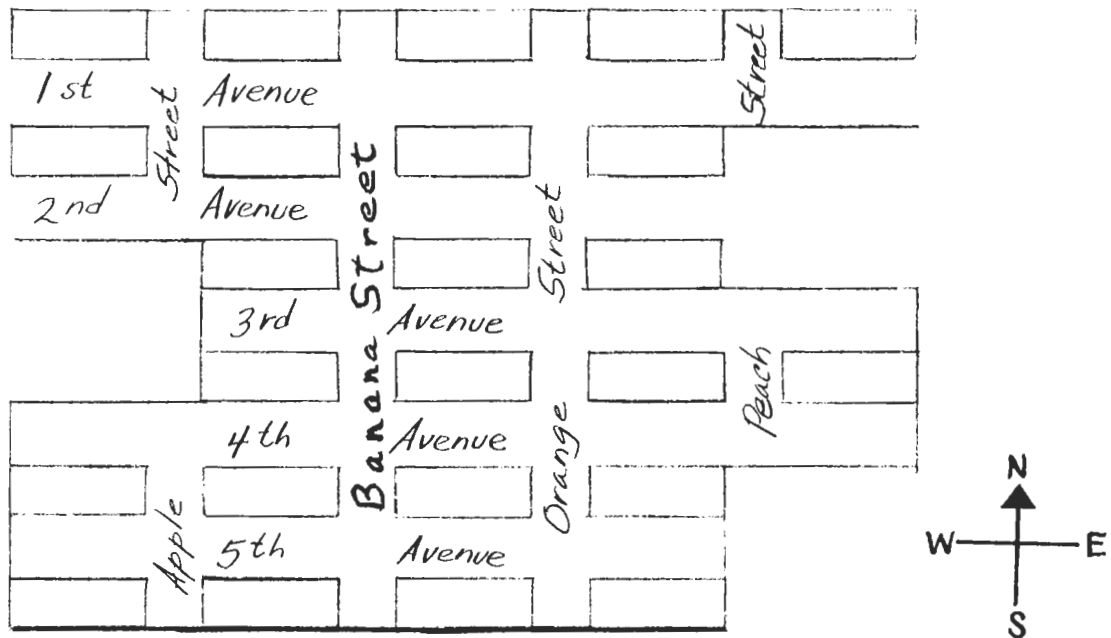 1st Avenue
Street
Street
2nd Avenue
Banana Street
Street
3rd Avenue
Peach
4th Avenue
Orange
Apple
5th Avenue
N
W E
S